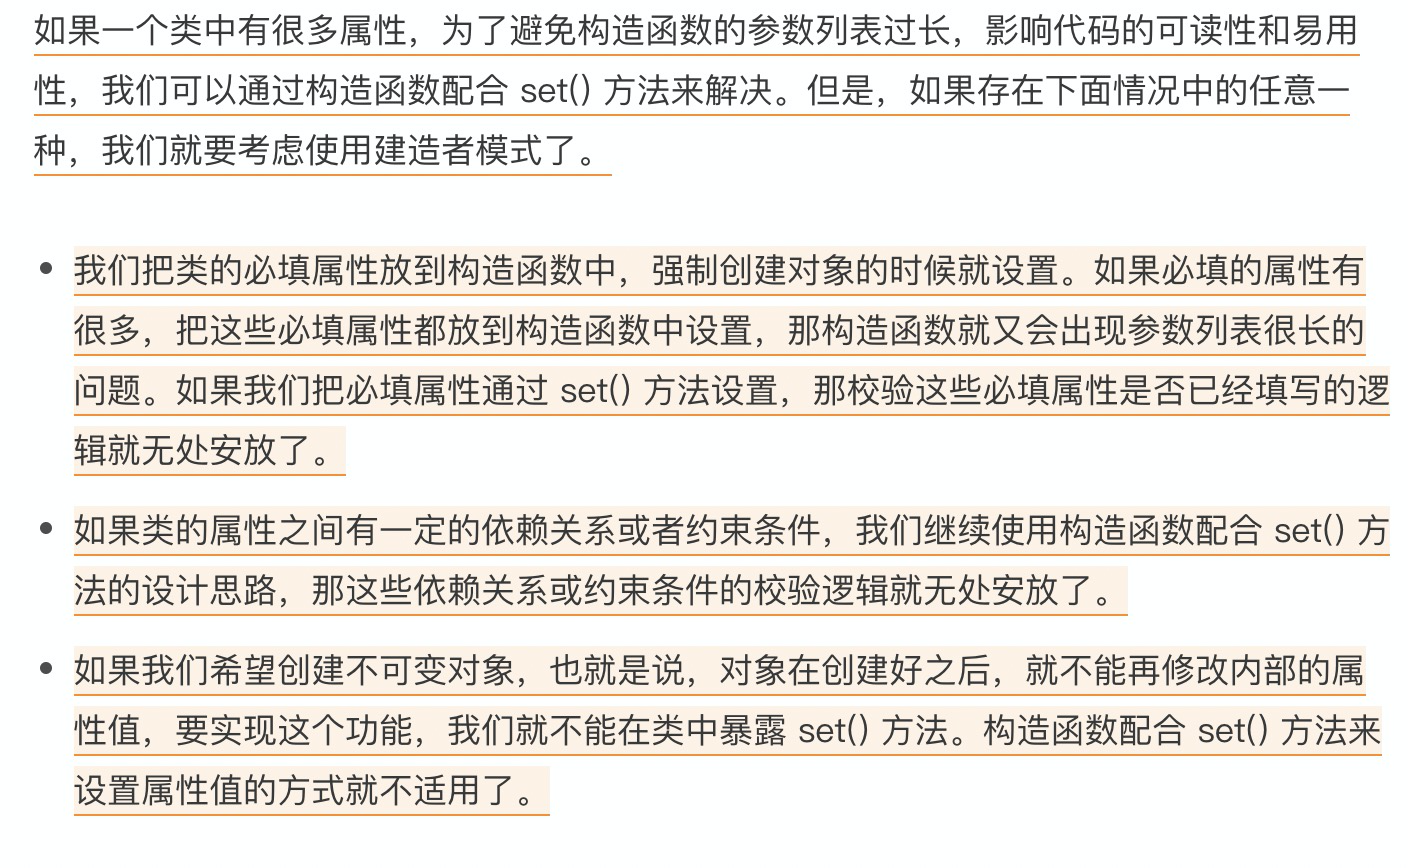 如果一个类中有很多属性，为了避免构造函数的参数列表过长，影响代码的可读性和易用
性，我们可以通过构造函数配合 set() 方法来解决。但是，如果存在下面情况中的任意一
种，我们就要考虑使用建造者模式了。
• 我们把类的必填属性放到构造函数中，强制创建对象的时候就设置。如果必填的属性有
很多，把这些必填属性都放到构造函数中设置，那构造函数就又会出现参数列表很长的
问题。如果我们把必填属性通过 set() 方法设置，那校验这些必填属性是否已经填写的逻
辑就无处安放了。
• 如果类的属性之间有一定的依赖关系或者约束条件，我们继续使用构造函数配合 set() 方
法的设计思路，那这些依赖关系或约束条件的校验逻辑就无处安放了。
• 如果我们希望创建不可变对象，也就是说，对象在创建好之后，就不能再修改内部的属
性值，要实现这个功能，我们就不能在类中暴露 set() 方法。构造函数配合 set() 方法来
设置属性值的方式就不适用了。